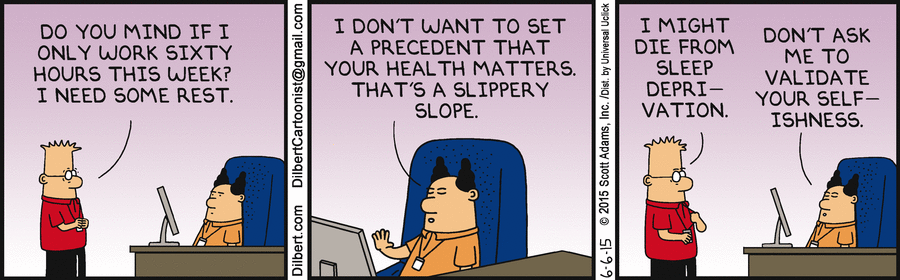 DO YOU MIND IF I
ONLY WORK SIXTY
HOURS THIS WEEK?
I NEED SOME REST.
Dilbert.com DilbertCartoonist@gmail.com
I DON'T WANT TO SET
A PRECEDENT THAT
YOUR HEALTH MATTERS.
THAT'S A SLIPPERY
SLOPE.
6-6-15 © 2015 Scott Adams, Inc. /Dist. by Universal Uclick
I MIGHT
DIE FROM
SLEEP
DEPRI-
VATION.
DON'T ASK
ME TO
VALIDATE
YOUR SELF-
ISHNESS.